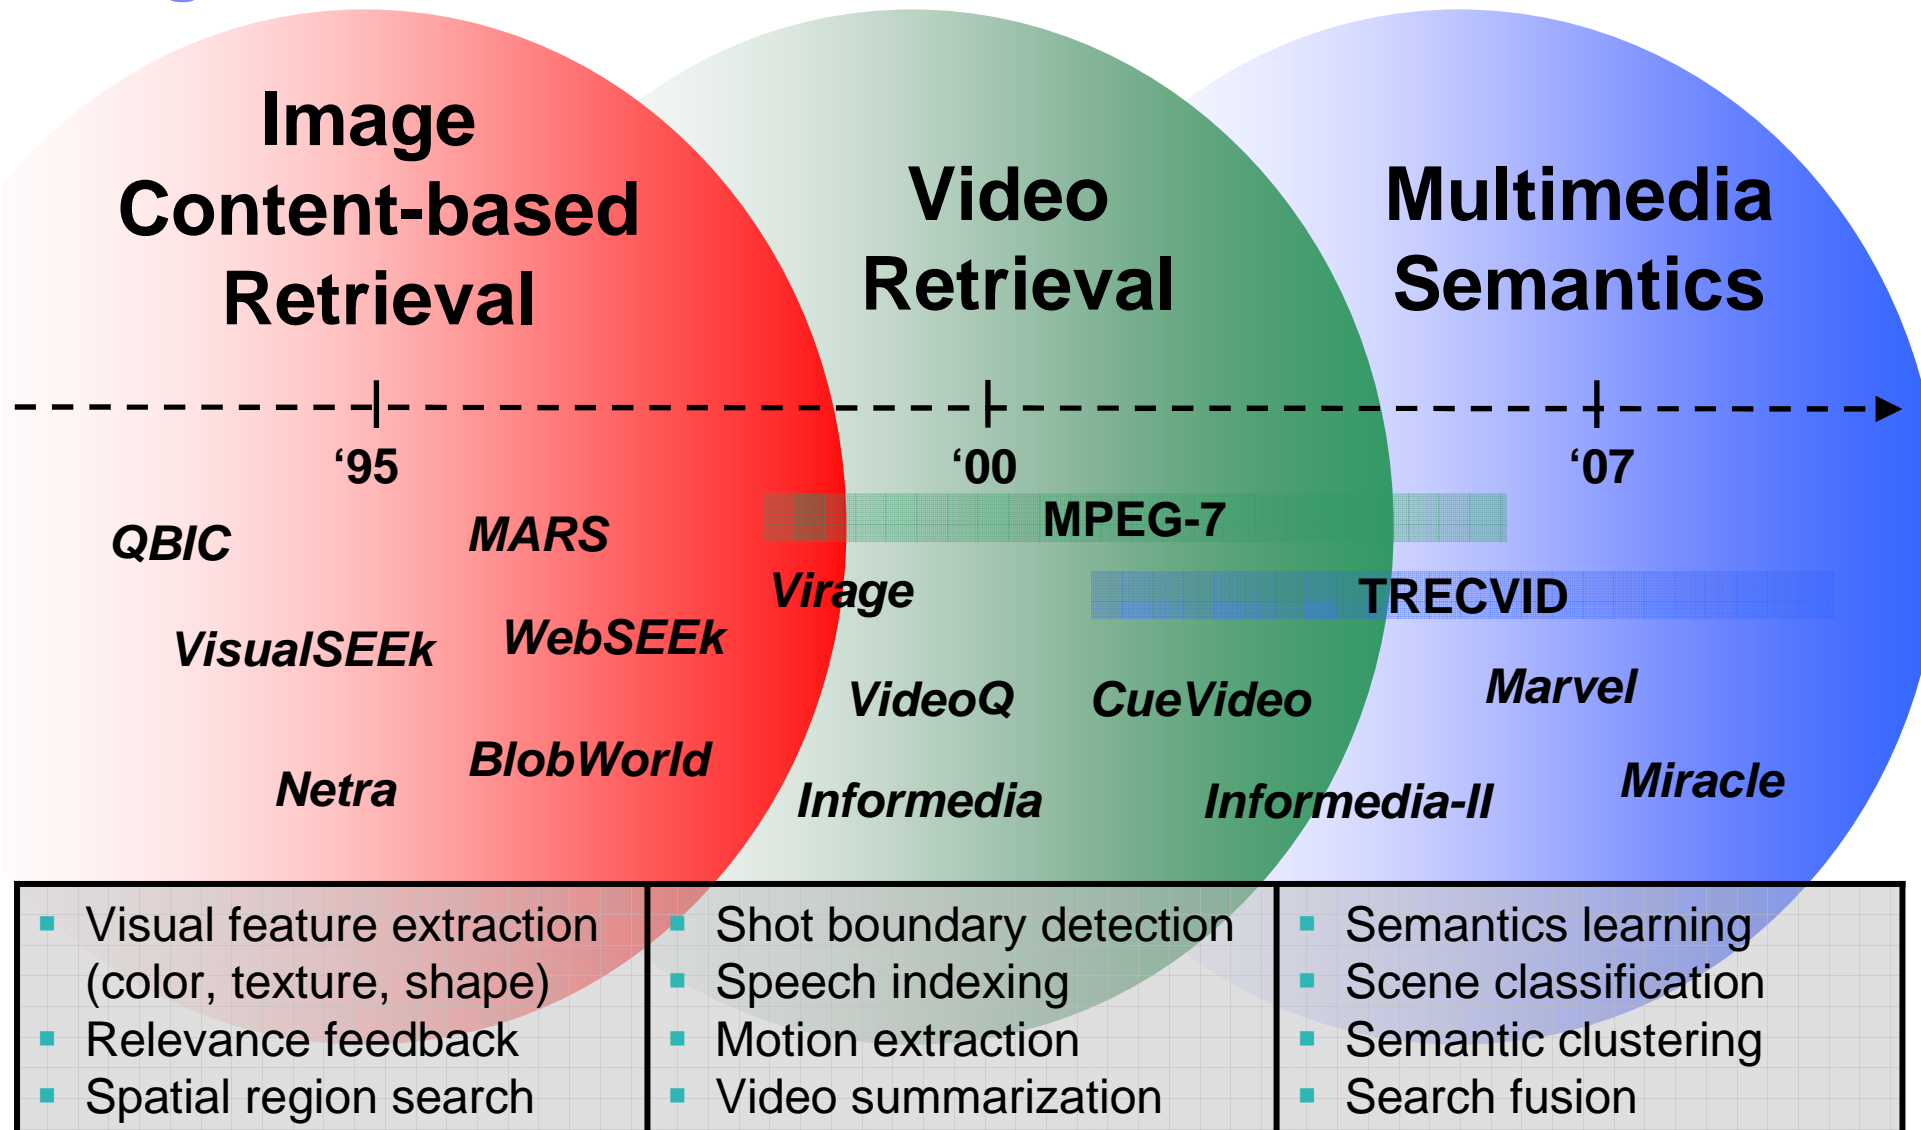 Image
Content-based
Retrieval
Video
Retrieval
Multimedia
Semantics
‘95
‘00
‘07
MPEG-7
TRECVID
QBIC
MARS
Virage
VisualSEEk
WebSEEk
VideoQ
CueVideo
Marvel
Netra
BlobWorld
Informedia
Informedia-II
Miracle
▪ Visual feature extraction
(color, texture, shape)
▪ Relevance feedback
▪ Spatial region search
▪ Shot boundary detection
▪ Speech indexing
▪ Motion extraction
▪ Video summarization
▪ Semantics learning
▪ Scene classification
▪ Semantic clustering
▪ Search fusion